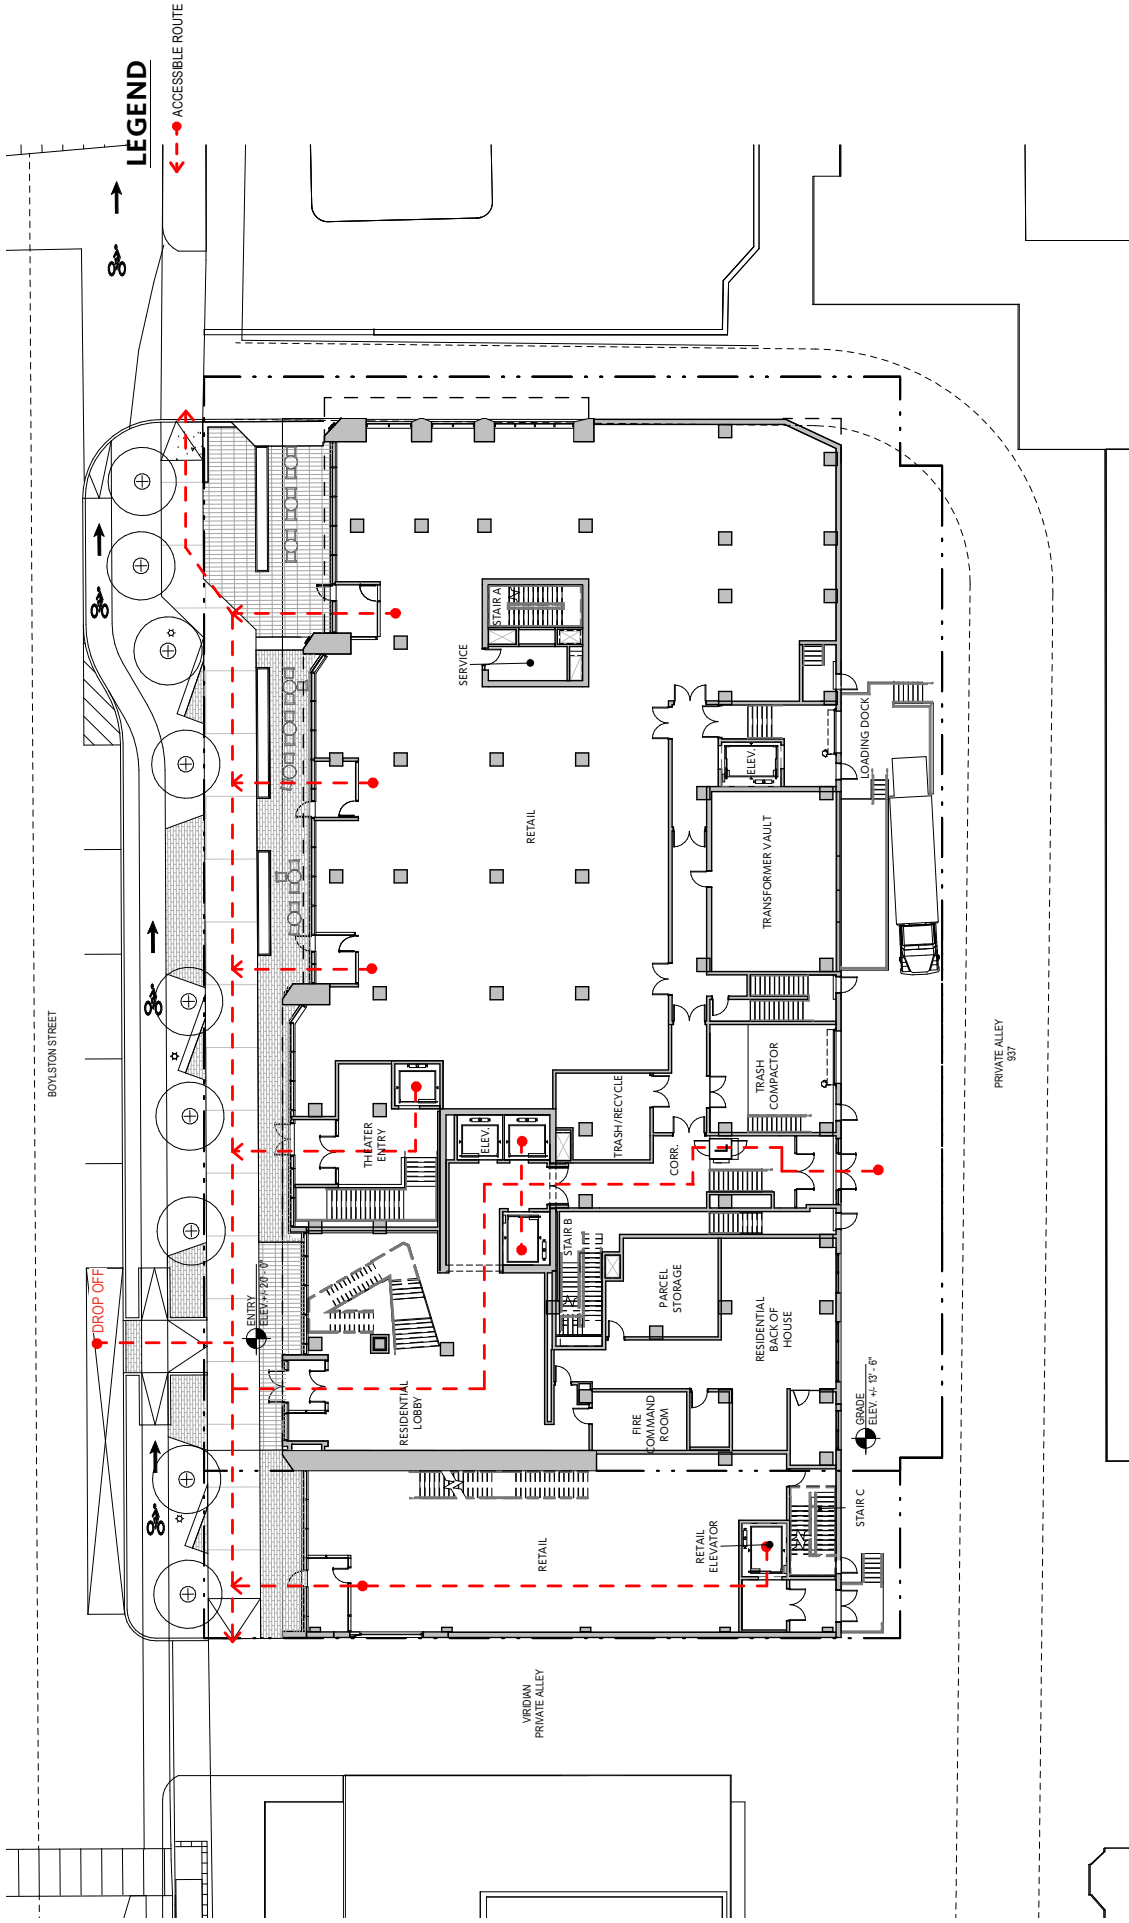 LEGEND
ACCESSIBLE ROUTE
BOYLSTON STREET
DROP OFF
ENTRY
ELEV. +/- 20' - 0"
STAIR A
SERVICE
RETAIL
ELEV.
LOADING DOCK
TRANSFORMER VAULT
TRASH
COMPACTOR
TRASH/RECYCLE
CORR.
THEATER
ENTRY
ELEV.
STAIR B
PARCEL
STORAGE
RESIDENTIAL
BACK OF
HOUSE
RESIDENTIAL
LOBBY
FIRE
COMMAND
ROOM
GRADE
ELEV. +/- 13' - 6"
RETAIL
RETAIL
ELEVATOR
STAIR C
PRIVATE ALLEY
937
VIRIDIAN
PRIVATE ALLEY